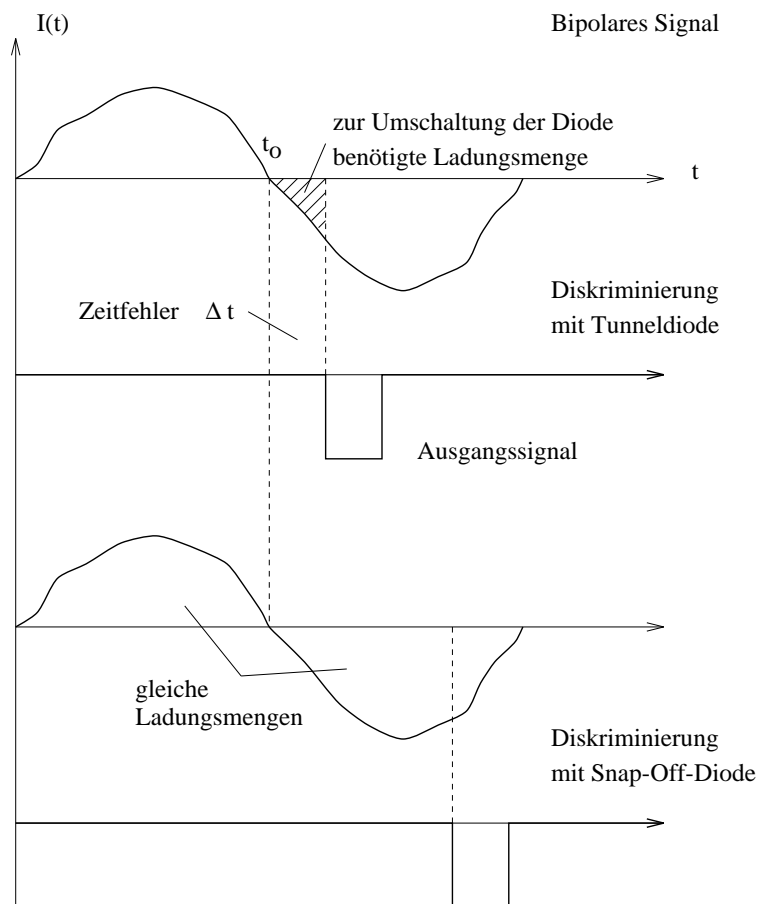 I(t)
Bipolares Signal
zur Umschaltung der Diode
benötigte Ladungsmenge
to
t
Diskriminierung
mit Tunneldiode
Zeitfehler Δ t
Ausgangssignal
gleiche
Ladungsmengen
Diskriminierung
mit Snap-Off-Diode